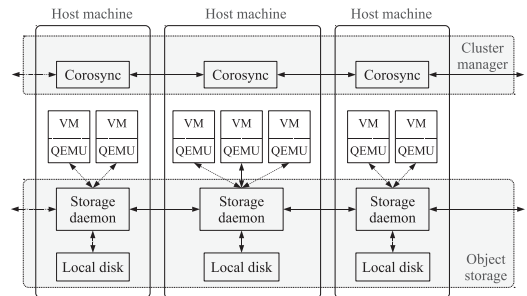 Host machine Host machine Host machine
Cluster
manager
Corosync Corosync Corosync
VM VM VM VM VM VM VM
QEMU QEMU QEMU QEMU QEMU QEMU QEMU
Storage Storage Storage
daemon daemon daemon
Local disk Local disk Local disk
Object
storage